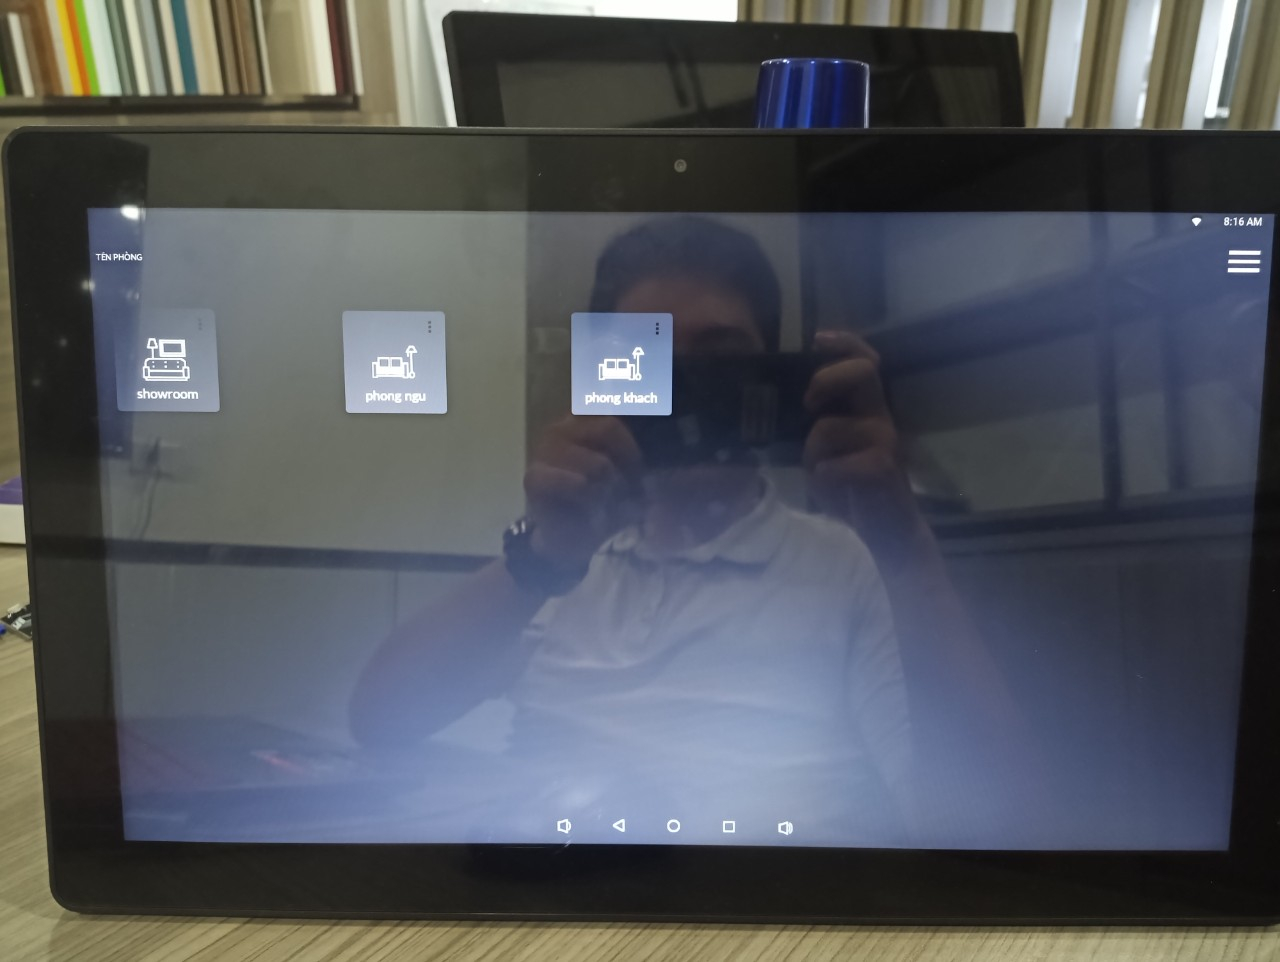 8:16 AM
TÊN PHÒNG
showroom
phong ngu
phong khach